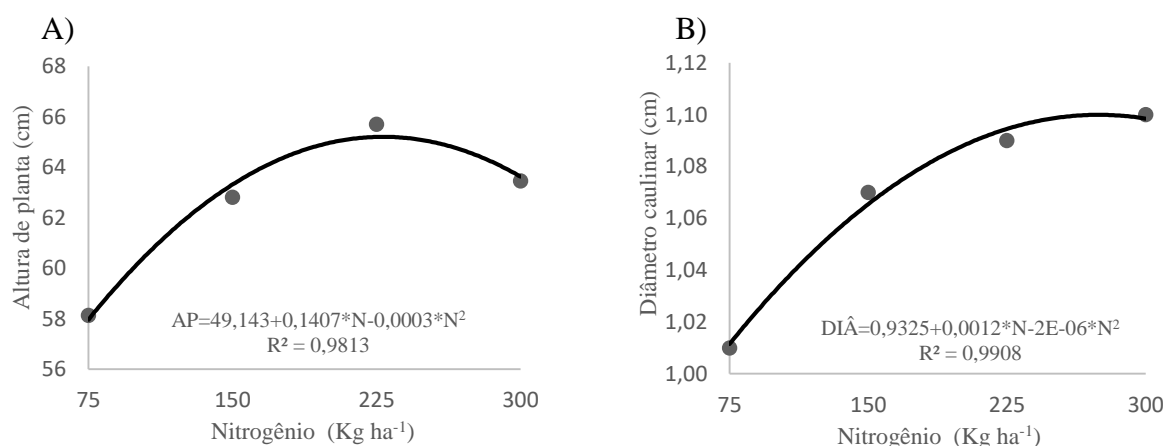 A)
Altura de planta (cm)
68
66
64
62
60
58
56
AP=49,143+0,1407*N-0,0003*N²
R² = 0,9813
75 150 225 300
Nitrogênio (Kg ha⁻¹)
B)
Diâmetro caulinar (cm)
1,12
1,10
1,08
1,06
1,04
1,02
1,00
DIÂ=0,9325+0,0012*N-2E-06*N²
R² = 0,9908
75 150 225 300
Nitrogênio (Kg ha⁻¹)